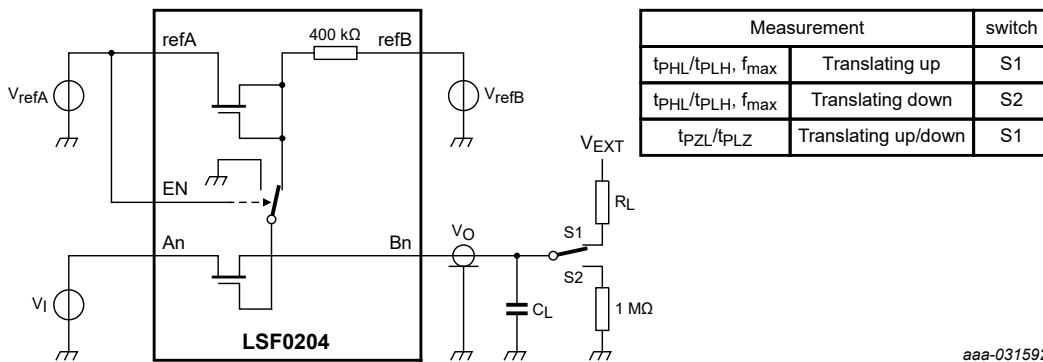 refA
400 kΩ
refB
VrefA
VrefB
EN
An
Bn
VI
LSF0204
VO
CL
VEXT
RL
S1
S2
1 MΩ
Measurement switch
tPHL/tPLH, fmax Translating up S1
tPHL/tPLH, fmax Translating down S2
tPZL/tPLZ Translating up/down S1
aaa-031592